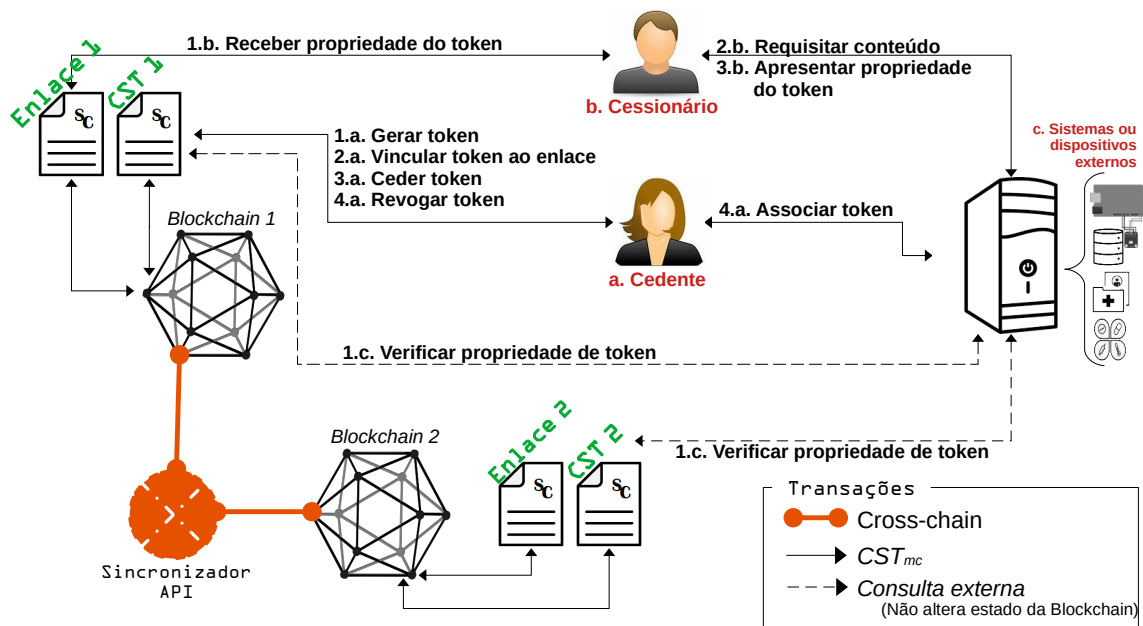 1.b. Receber propriedade do token
2.b. Requisitar conteúdo
3.b. Apresentar propriedade
do token
b. Cessionário
Enlace 1
CST 1
SC
SC
1.a. Gerar token
2.a. Vincular token ao enlace
3.a. Ceder token
4.a. Revogar token
c. Sistemas ou
dispositivos
externos
4.a. Associar token
a. Cedente
Blockchain 1
1.c. Verificar propriedade de token
Blockchain 2
Enlace 2
CST 2
SC
SC
1.c. Verificar propriedade de token
Transações
Cross-chain
CSTmc
Consulta externa
(Não altera estado da Blockchain)
Sincronizador
API